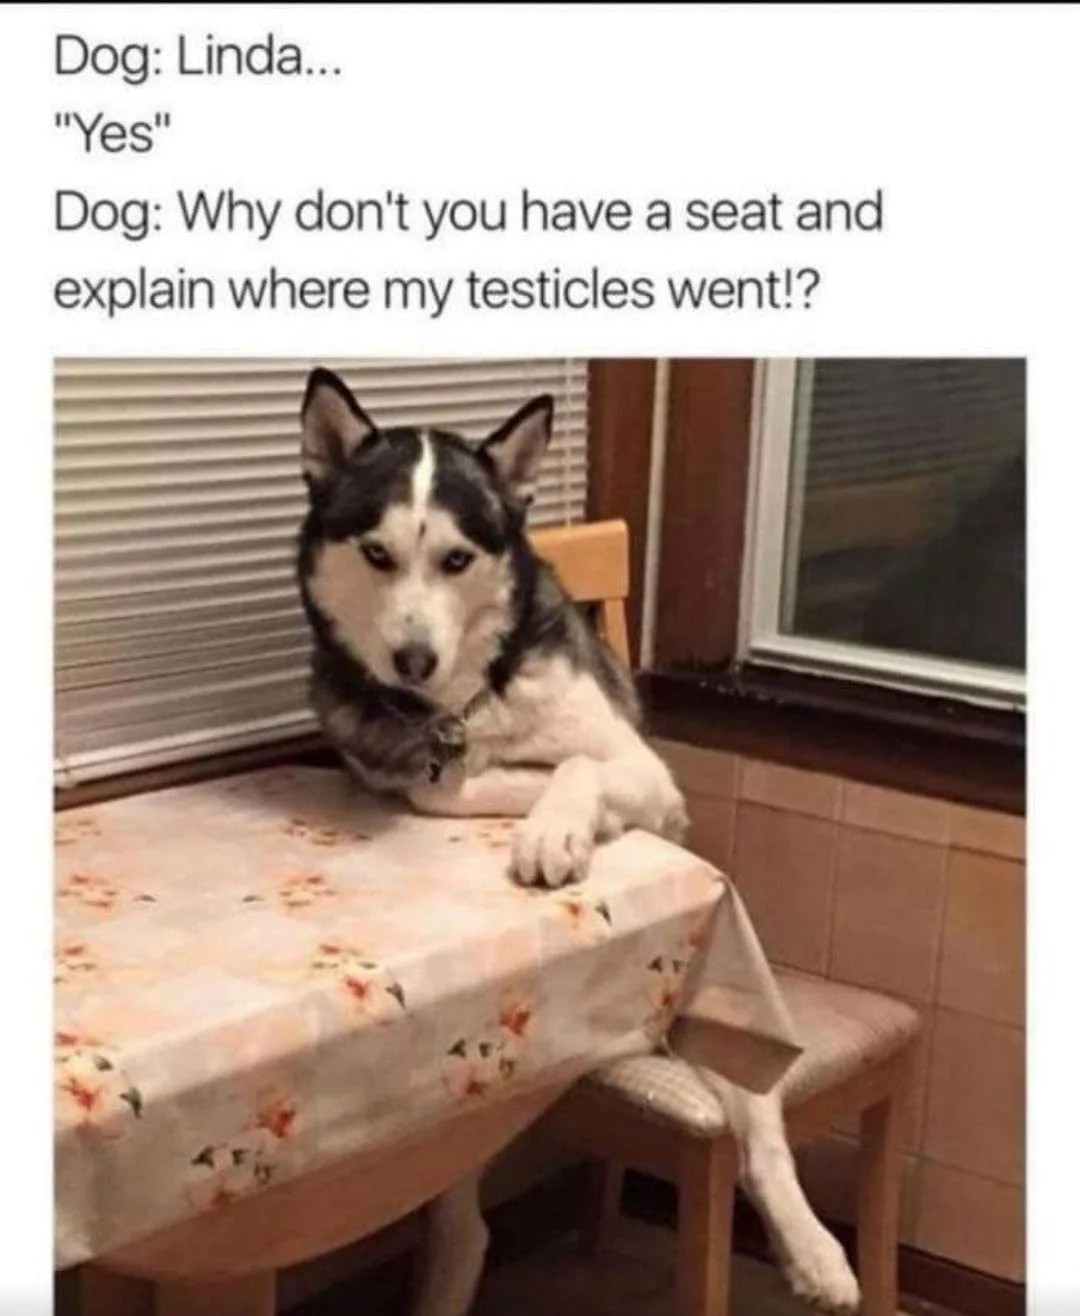 Dog: Linda...
"Yes"
Dog: Why don't you have a seat and
explain where my testicles went!?